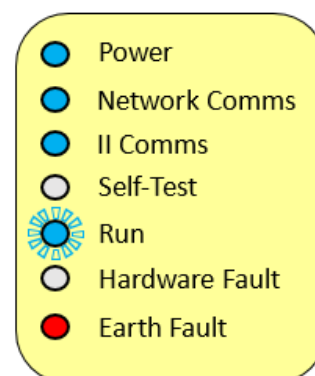 Power
Network Comms
II Comms
Self-Test
Run
Hardware Fault
Earth Fault